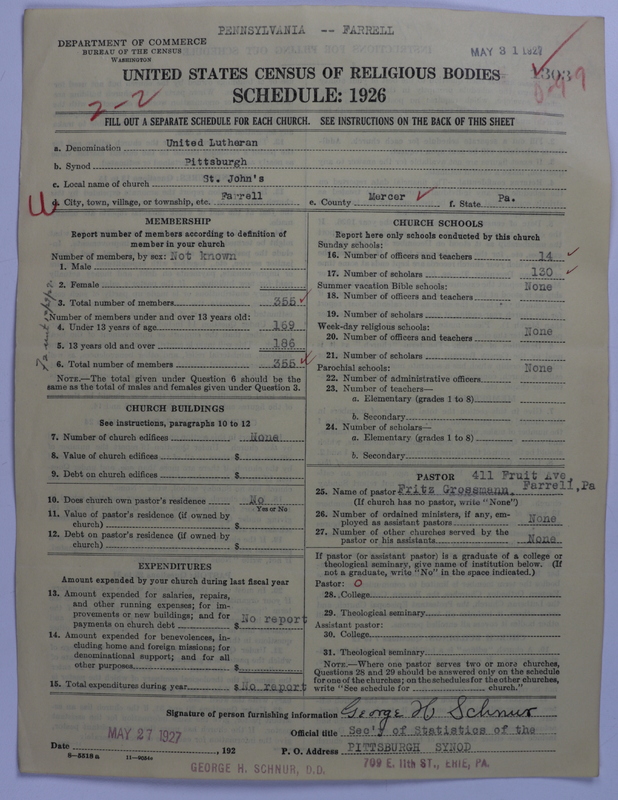 PENNSYLVANIA -- FARRELL
DEPARTMENT OF COMMERCE
BUREAU OF THE CENSUS
WASHINGTON
MAY 31 1927
UNITED STATES CENSUS OF RELIGIOUS BODIES
SCHEDULE: 1926
2-2
0-99
FILL OUT A SEPARATE SCHEDULE FOR EACH CHURCH. SEE INSTRUCTIONS ON THE BACK OF THIS SHEET
a. Denomination United Lutheran
b. Synod Pittsburgh
c. Local name of church St. John's
d. City, town, village, or township, etc. Farrell e. County Mercer f. State Pa.
MEMBERSHIP
Report number of members according to definition of
member in your church
Number of members, by sex: Not known
1. Male
2. Female
3. Total number of members 355
Number of members under and over 13 years old:
4. Under 13 years of age 169
5. 13 years old and over 186
6. Total number of members 355
NOTE.—The total given under Question 6 should be the
same as the total of males and females given under Question 3.
CHURCH BUILDINGS
See instructions, paragraphs 10 to 12
7. Number of church edifices None
8. Value of church edifices $
9. Debt on church edifices $
10. Does church own pastor's residence No
Yes or No
11. Value of pastor's residence (if owned by
church) $
12. Debt on pastor's residence (if owned by
church) $
EXPENDITURES
Amount expended by your church during last fiscal year
13. Amount expended for salaries, repairs,
and other running expenses; for im-
provements or new buildings; and for
payments on church debt $ No report
14. Amount expended for benevolences, in-
cluding home and foreign missions; for
denominational support; and for all
other purposes $
15. Total expenditures during year $ No report
CHURCH SCHOOLS
Report here only schools conducted by this church
Sunday schools:
16. Number of officers and teachers 14
17. Number of scholars 130
Summer vacation Bible schools: None
18. Number of officers and teachers
19. Number of scholars
Week-day religious schools: None
20. Number of officers and teachers
21. Number of scholars
Parochial schools: None
22. Number of administrative officers
23. Number of teachers—
a. Elementary (grades 1 to 8)
b. Secondary
24. Number of scholars—
a. Elementary (grades 1 to 8)
b. Secondary
PASTOR 411 Fruit Ave,
25. Name of pastor Fritz Grossmann. Farrell, Pa
(If church has no pastor, write "None")
26. Number of ordained ministers, if any, em-
ployed as assistant pastors None
27. Number of other churches served by the
pastor or his assistants None
If pastor (or assistant pastor) is a graduate of a college or
theological seminary, give name of institution below. (If
not a graduate, write "No" in the space indicated.)
Pastor: O
28. College
29. Theological seminary
Assistant pastor:
30. College
31. Theological seminary
NOTE.—Where one pastor serves two or more churches,
Questions 28 and 29 should be answered only on the schedule
for one of the churches; on the schedules for the other churches,
write "See schedule for church."
Signature of person furnishing information George H Schnur
Official title Sec'y of Statistics of the
Date MAY 27 1927, 192 P. O. Address PITTSBURGH SYNOD
8—5518a
GEORGE H. SCHNUR, D.D. 709 E. 11th ST., ERIE, PA.